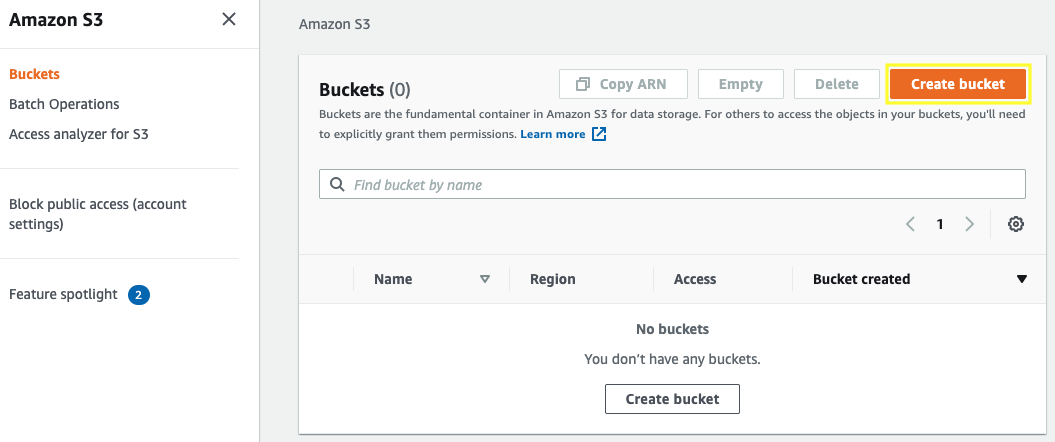 Amazon S3
Buckets
Batch Operations
Access analyzer for S3
Block public access (account
settings)
Feature spotlight 2
Amazon S3
Buckets (0)
Copy ARN
Empty
Delete
Create bucket
Buckets are the fundamental container in Amazon S3 for data storage. For others to access the objects in your buckets, you'll need
to explicitly grant them permissions. Learn more
Find bucket by name
1
Name
Region
Access
Bucket created
No buckets
You don't have any buckets.
Create bucket